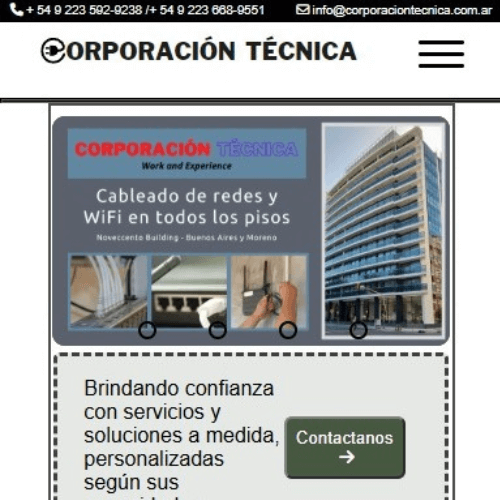 + 54 9 223 592-9238 /+ 54 9 223 668-9551
info@corporaciontecnica.com.ar
CORPORACIÓN TÉCNICA
CORPORACIÓN TÉCNICA
Work and Experience
Cableado de redes y
WiFi en todos los pisos
Noveccento Building - Buenos Aires y Moreno
Brindando confianza
con servicios y
soluciones a medida,
personalizadas
según sus
Contactanos